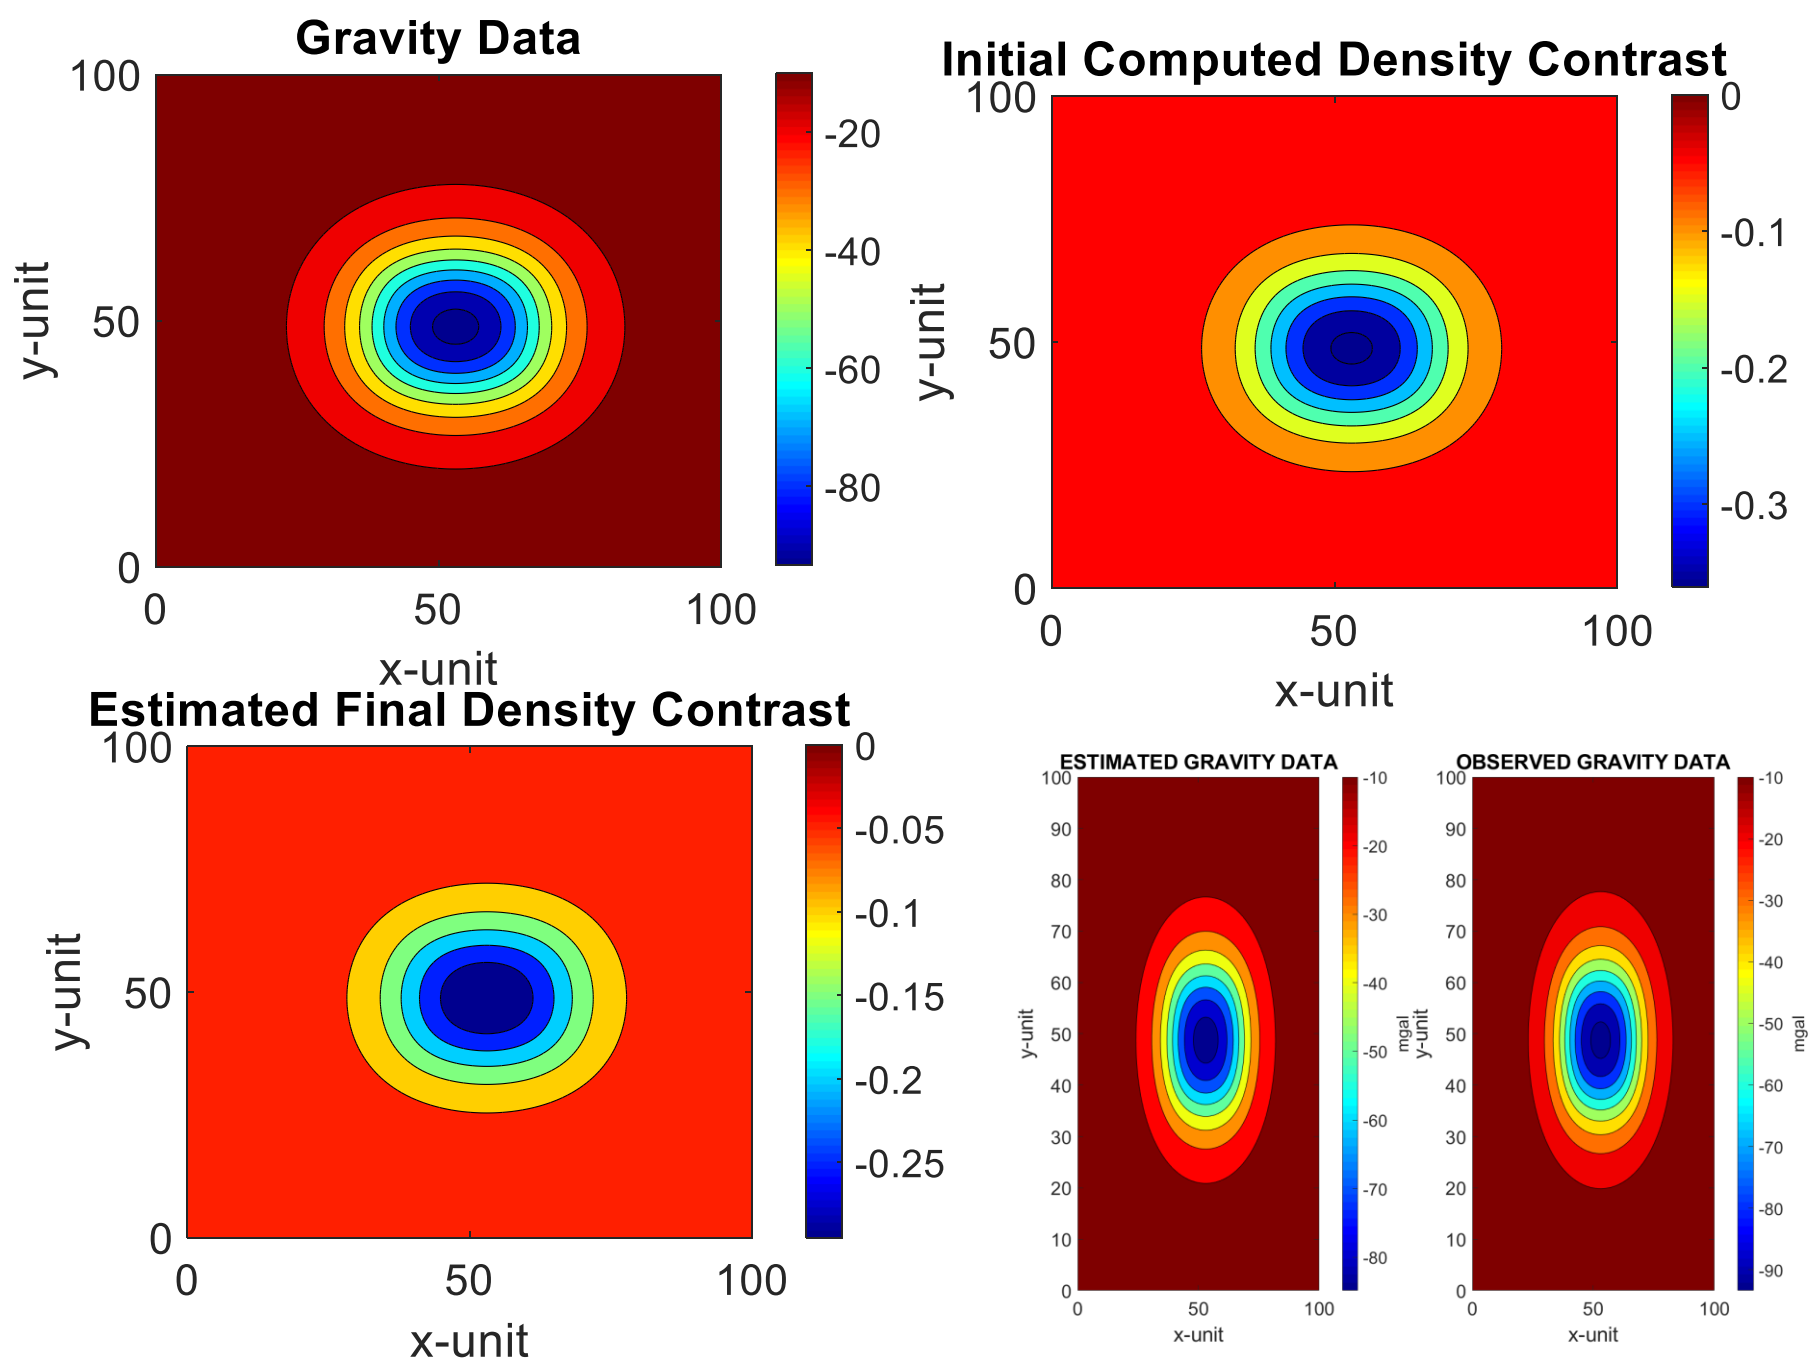 Gravity Data
100
50
0
0 50 100
x-unit
y-unit
-20
-40
-60
-80
Initial Computed Density Contrast
100
50
0
0 50 100
x-unit
y-unit
0
-0.1
-0.2
-0.3
Estimated Final Density Contrast
100
50
0
0 50 100
x-unit
y-unit
0
-0.05
-0.1
-0.15
-0.2
-0.25
ESTIMATED GRAVITY DATA
100
90
80
70
60
50
40
30
20
10
0
0 50 100
x-unit
y-unit
-10
-20
-30
-40
-50
-60
-70
-80
mgal
OBSERVED GRAVITY DATA
100
90
80
70
60
50
40
30
20
10
0
0 50 100
x-unit
y-unit
-10
-20
-30
-40
-50
-60
-70
-80
-90
mgal